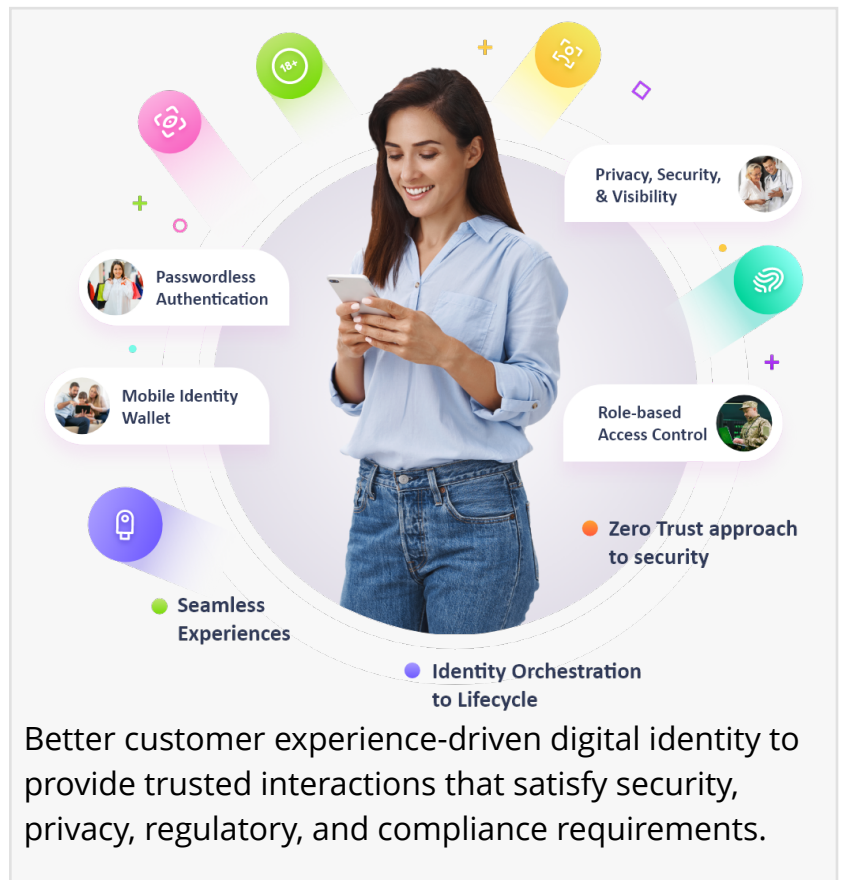 18+
Privacy, Security,
& Visibility
Passwordless
Authentication
Mobile Identity
Wallet
Role-based
Access Control
Zero Trust approach
to security
Seamless
Experiences
Identity Orchestration
to Lifecycle
Better customer experience-driven digital identity to
provide trusted interactions that satisfy security,
privacy, regulatory, and compliance requirements.